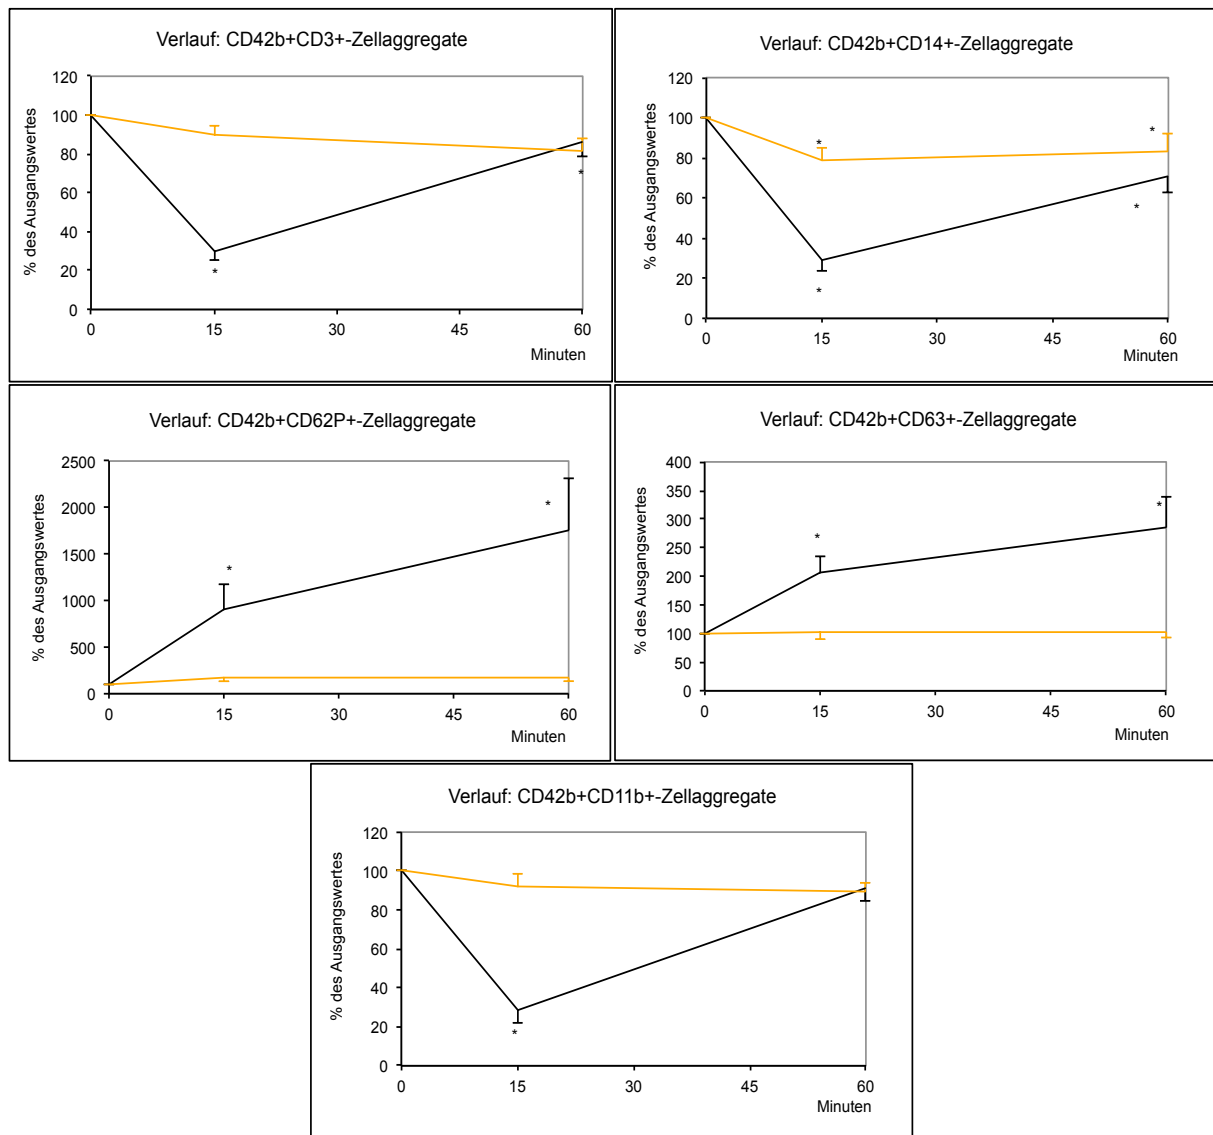 Verlauf: CD42b+CD3+-Zellaggregate
% des Ausgangswertes
120
100
80
60
40
20
0
*
*
0 15 30 45 60
Minuten
Verlauf: CD42b+CD14+-Zellaggregate
% des Ausgangswertes
120
100
80
60
40
20
0
*
*
*
*
0 15 30 45 60
Minuten
Verlauf: CD42b+CD62P+-Zellaggregate
% des Ausgangswertes
2500
2000
1500
1000
500
0
*
*
0 15 30 45 60
Minuten
Verlauf: CD42b+CD63+-Zellaggregate
% des Ausgangswertes
400
350
300
250
200
150
100
50
0
*
*
0 15 30 45 60
Minuten
Verlauf: CD42b+CD11b+-Zellaggregate
% des Ausgangswertes
120
100
80
60
40
20
0
*
0 15 30 45 60
Minuten